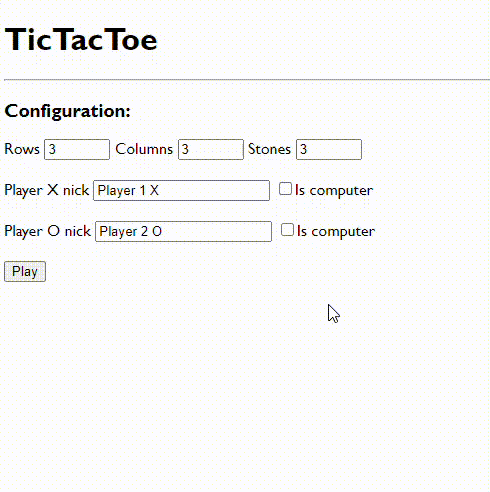 TicTacToe
Configuration:
Rows 3 Columns 3 Stones 3
Player X nick Player 1 X Is computer
Player O nick Player 2 O Is computer
Play